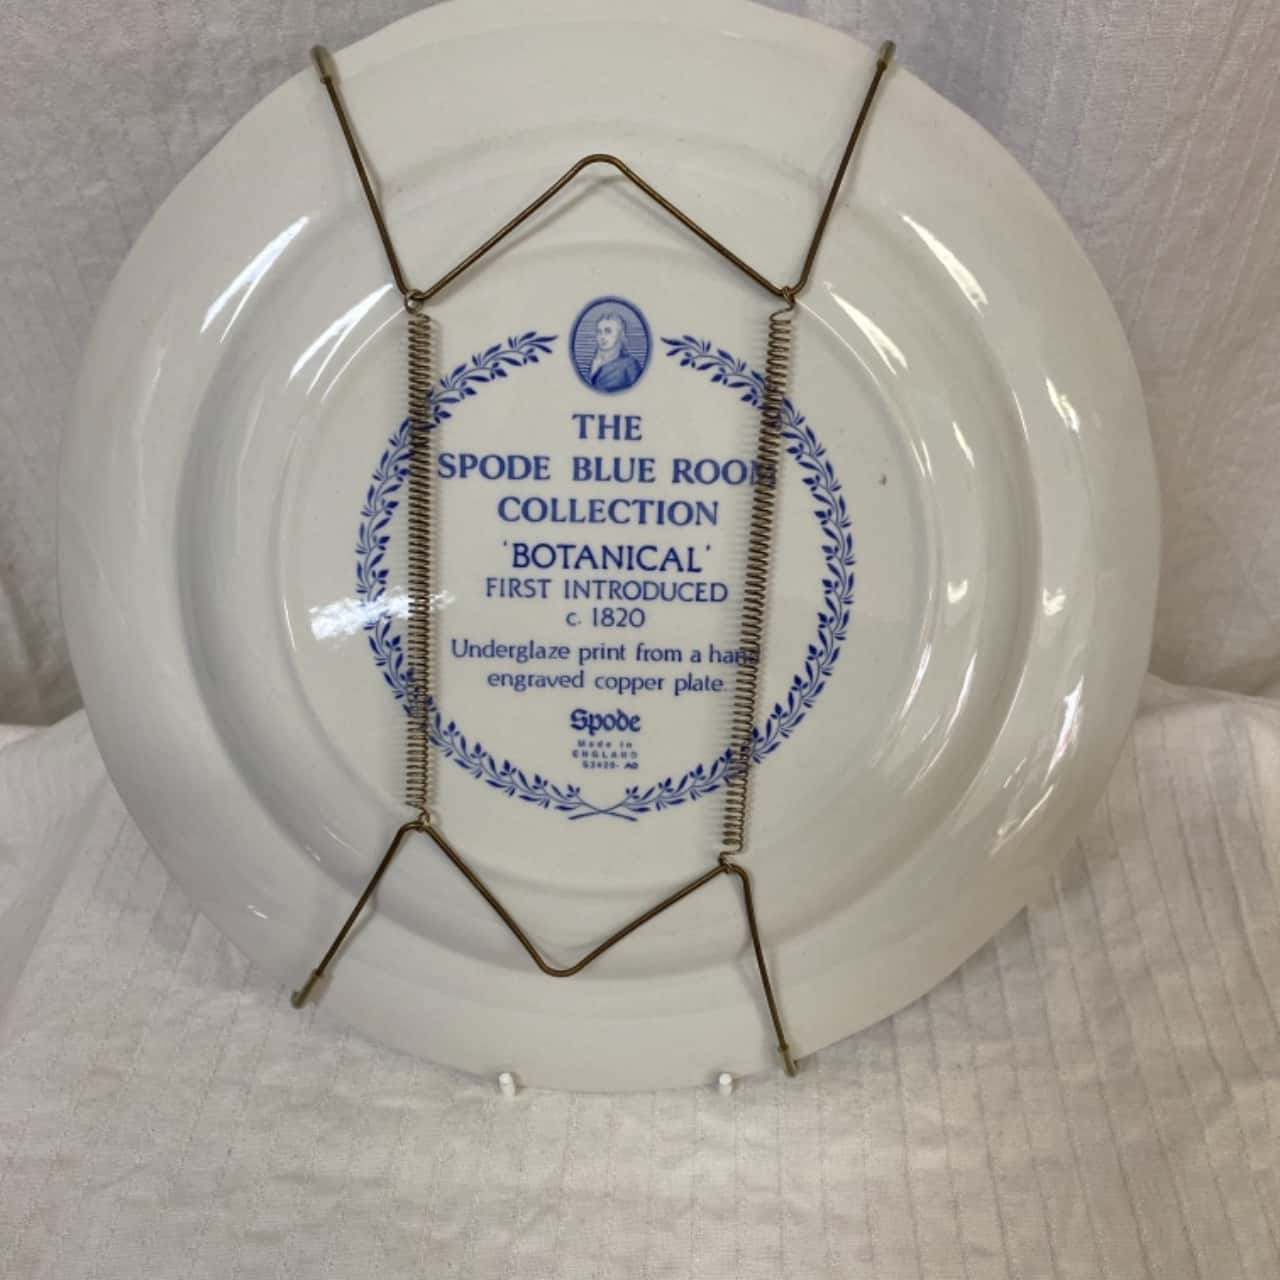 THE
SPODE BLUE ROOM
COLLECTION
'BOTANICAL'
FIRST INTRODUCED
c. 1820
Underglaze print from a hand
engraved copper plate.
Spode
Made in
ENGLAND